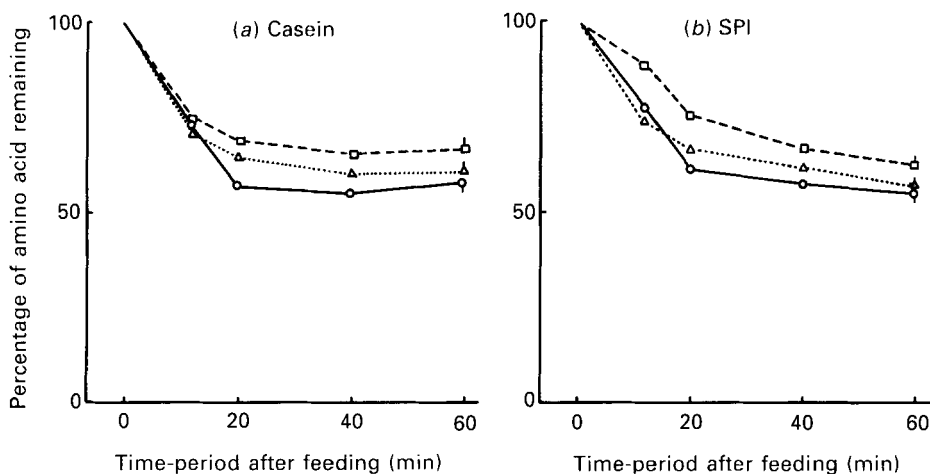 Percentage of amino acid remaining
(a) Casein
100
50
0
0 20 40 60
Time-period after feeding (min)
(b) SPI
100
50
0
0 20 40 60
Time-period after feeding (min)